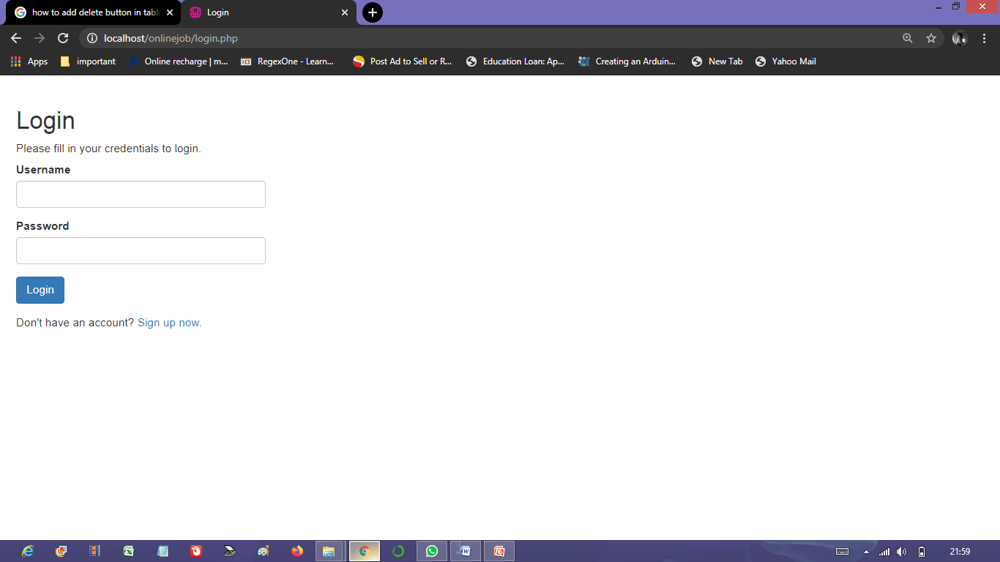 how to add delete button in tabl
Login
localhost/onlinejob/login.php
Apps
important
Online recharge | m...
RegexOne - Learn...
Post Ad to Sell or R...
Education Loan: Ap...
Creating an Arduin...
New Tab
Yahoo Mail
Login
Please fill in your credentials to login.
Username
Password
Login
Don't have an account? Sign up now.
21:59